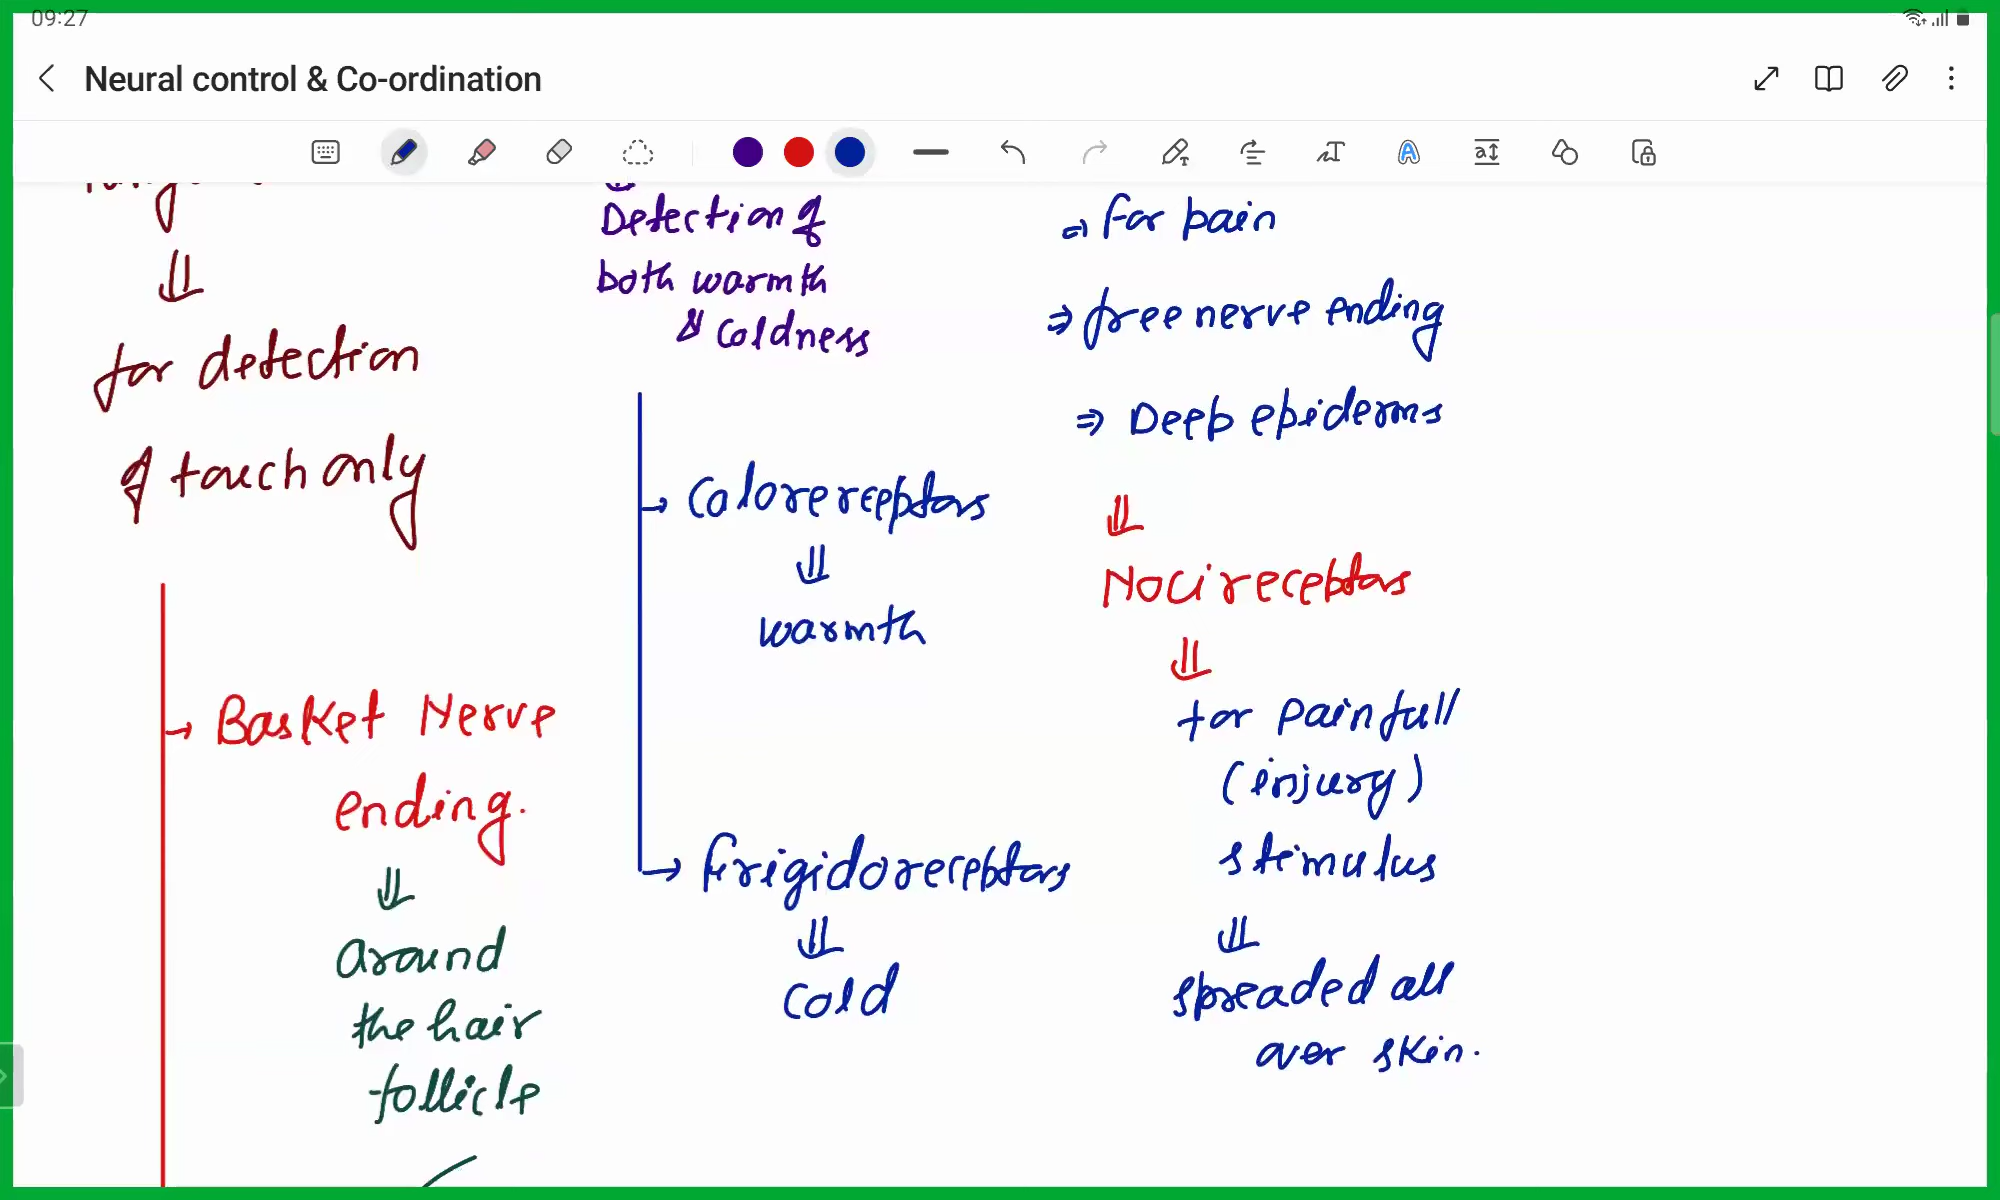 09:27
Neural control & Co-ordination
for detection
of touch only
Basket Nerve
ending.
around
the hair
follicle
Detection of
both warmth
& coldness
Calorereceptors
warmth
Frigidoreceptors
cold
⇒ for pain
⇒ free nerve ending
⇒ Deep epiderms
Nocireceptors
for Painfull
(injury)
stimulus
spreaded all
over skin.